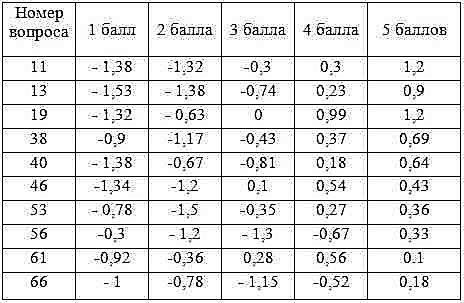 Номер вопроса 1 балл 2 балла 3 балла 4 балла 5 баллов
11 - 1,38 -1,32 -0,3 0,3 1,2
13 - 1,53 - 1,38 -0,74 0,23 0,9
19 - 1,32 - 0,63 0 0,99 1,2
38 -0,9 -1,17 -0,43 0,37 0,69
40 - 1,38 -0,67 -0,81 0,18 0,64
46 -1,34 -1,2 0,1 0,54 0,43
53 - 0,78 -1,5 -0,35 0,27 0,36
56 -0,3 - 1,2 - 1,3 -0,67 0,33
61 -0,92 -0,36 0,28 0,56 0,1
66 - 1 -0,78 - 1,15 -0,52 0,18